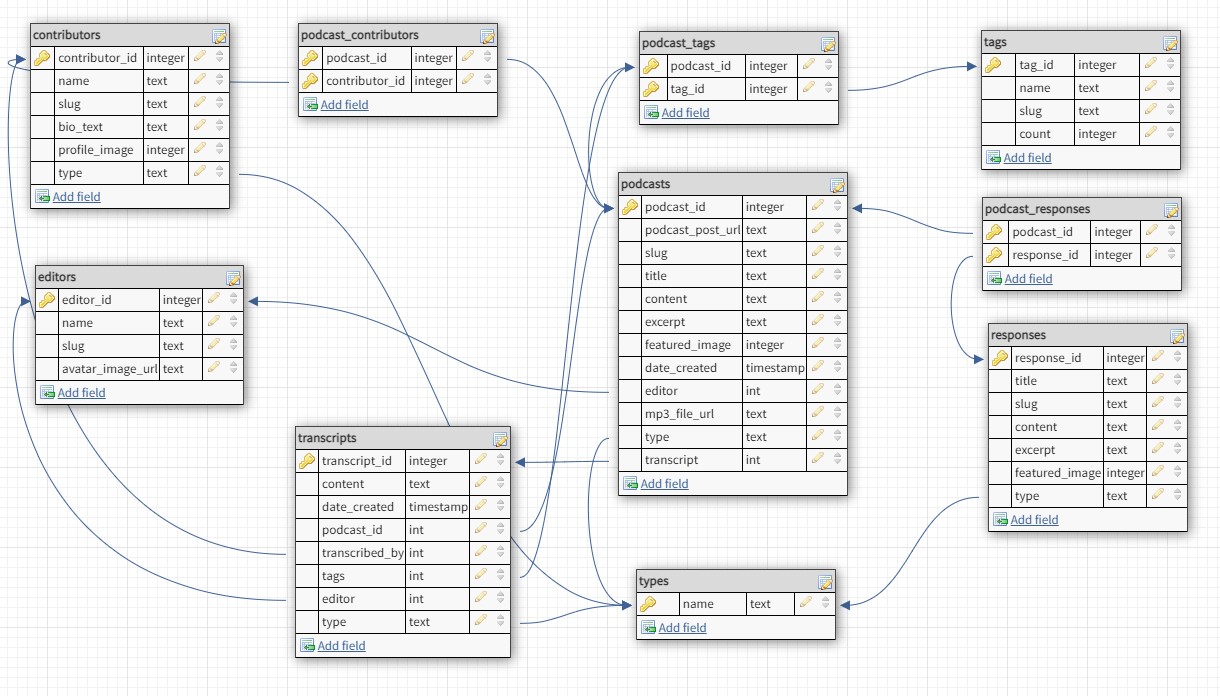 contributors
contributor_id integer
name text
slug text
bio_text text
profile_image integer
type text
Add field
podcast_contributors
podcast_id integer
contributor_id integer
Add field
podcast_tags
podcast_id integer
tag_id integer
Add field
tags
tag_id integer
name text
slug text
count integer
Add field
podcasts
podcast_id integer
podcast_post_url text
slug text
title text
content text
excerpt text
featured_image integer
date_created timestamp
editor int
mp3_file_url text
type text
transcript int
Add field
podcast_responses
podcast_id integer
response_id integer
Add field
editors
editor_id integer
name text
slug text
avatar_image_url text
Add field
responses
response_id integer
title text
slug text
content text
excerpt text
featured_image integer
type text
Add field
transcripts
transcript_id integer
content text
date_created timestamp
podcast_id int
transcribed_by int
tags int
editor int
type text
Add field
types
name text
Add field